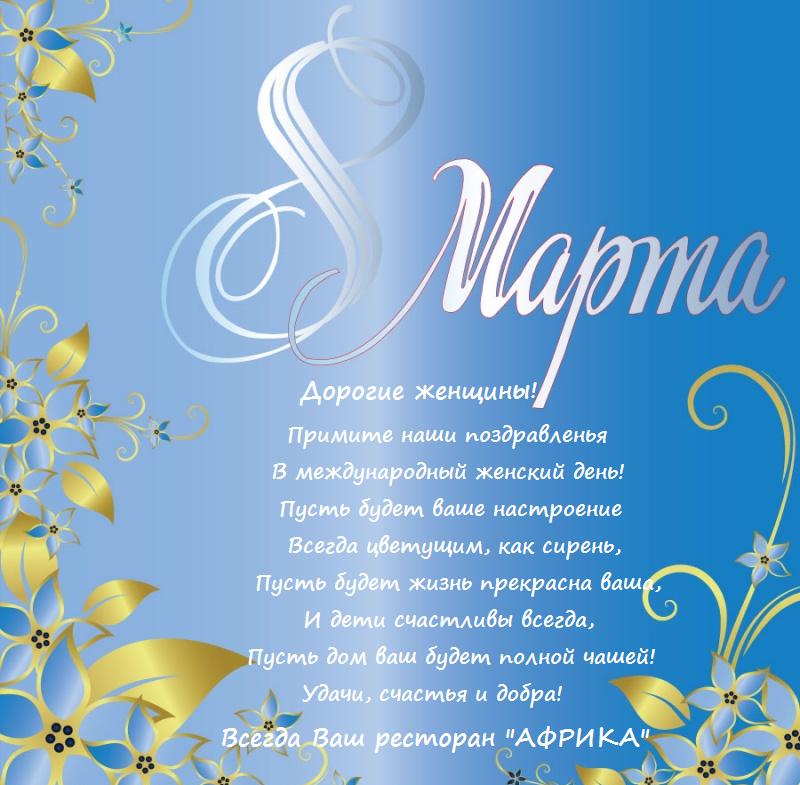 8 Марта
Дорогие женщины!
Примите наши поздравленья
В международный женский день!
Пусть будет ваше настроение
Всегда цветущим, как сирень,
Пусть будет жизнь прекрасна ваша,
И дети счастливы всегда,
Пусть дом ваш будет полной чашей!
Удачи, счастья и добра!
Всегда Ваш ресторан "АФРИКА"